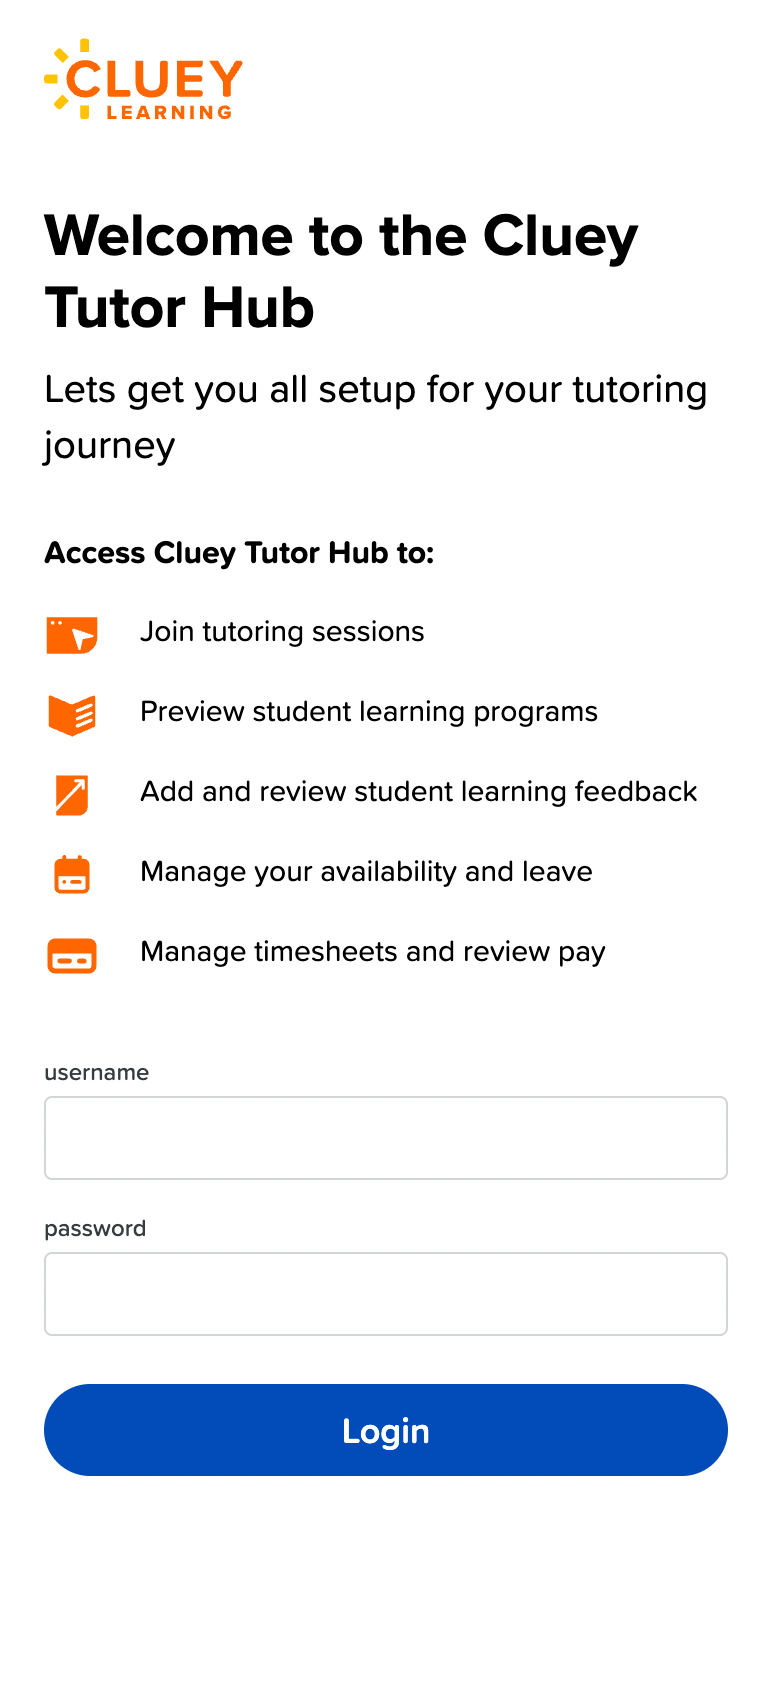 CLUEY
LEARNING
Welcome to the Cluey
Tutor Hub
Lets get you all setup for your tutoring
journey
Access Cluey Tutor Hub to:
Join tutoring sessions
Preview student learning programs
Add and review student learning feedback
Manage your availability and leave
Manage timesheets and review pay
username
password
Login